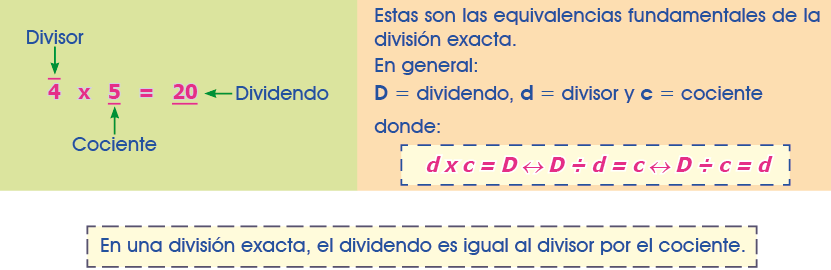 Divisor
4 x 5 = 20
Dividendo
Cociente
Estas son las equivalencias fundamentales de la
división exacta.
En general:
D = dividendo, d = divisor y c = cociente
donde:
d x c = D ↔ D ÷ d = c ↔ D ÷ c = d
En una división exacta, el dividendo es igual al divisor por el cociente.